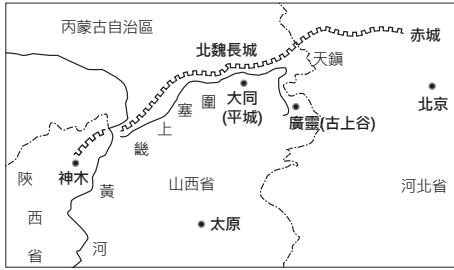 丙蒙古自治區
北魏長城
赤城
天鎮
大同
(平城)
北京
廣靈(古上谷)
畿上塞圍
神木
陝西省
黃河
山西省
河北省
太原